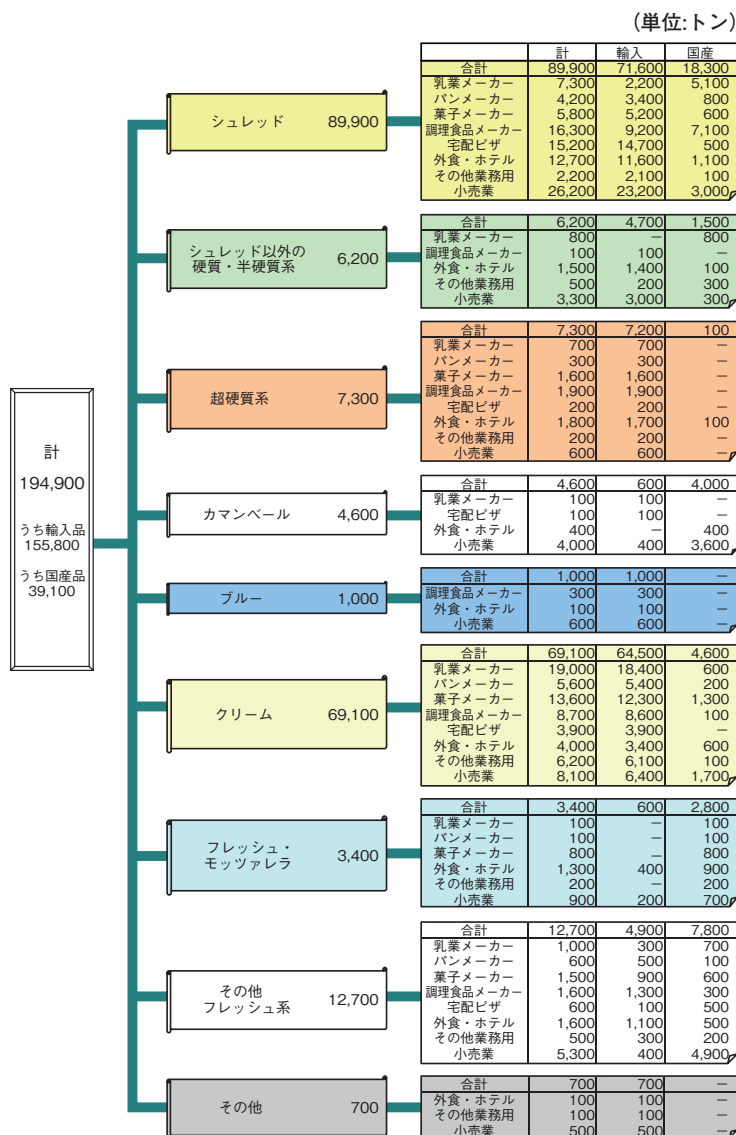 (単位:トン)
計 194,900
うち輸入品 155,800
うち国産品 39,100
シュレッド 89,900
計 輸入 国産
合計 89,900 71,600 18,300
乳業メーカー 7,300 2,200 5,100
パンメーカー 4,200 3,400 800
菓子メーカー 5,800 5,200 600
調理食品メーカー 16,300 9,200 7,100
宅配ピザ 15,200 14,700 500
外食・ホテル 12,700 11,600 1,100
その他業務用 2,200 2,100 100
小売業 26,200 23,200 3,000
シュレッド以外の
硬質・半硬質系 6,200
合計 6,200 4,700 1,500
乳業メーカー 800 − 800
調理食品メーカー 100 100 −
外食・ホテル 1,500 1,400 100
その他業務用 500 200 300
小売業 3,300 3,000 300
超硬質系 7,300
合計 7,300 7,200 100
乳業メーカー 700 700 −
パンメーカー 300 300 −
菓子メーカー 1,600 1,600 −
調理食品メーカー 1,900 1,900 −
宅配ピザ 200 200 −
外食・ホテル 1,800 1,700 100
その他業務用 200 200 −
小売業 600 600 −
カマンベール 4,600
合計 4,600 600 4,000
乳業メーカー 100 100 −
宅配ピザ 100 100 −
外食・ホテル 400 − 400
小売業 4,000 400 3,600
ブルー 1,000
合計 1,000 1,000 −
調理食品メーカー 300 300 −
外食・ホテル 100 100 −
小売業 600 600 −
クリーム 69,100
合計 69,100 64,500 4,600
乳業メーカー 19,000 18,400 600
パンメーカー 5,600 5,400 200
菓子メーカー 13,600 12,300 1,300
調理食品メーカー 8,700 8,600 100
宅配ピザ 3,900 3,900 −
外食・ホテル 4,000 3,400 600
その他業務用 6,200 6,100 100
小売業 8,100 6,400 1,700
フレッシュ・
モッツァレラ 3,400
合計 3,400 600 2,800
乳業メーカー 100 − 100
パンメーカー 100 − 100
菓子メーカー 800 − 800
外食・ホテル 1,300 400 900
その他業務用 200 − 200
小売業 900 200 700
その他
フレッシュ系 12,700
合計 12,700 4,900 7,800
乳業メーカー 1,000 300 700
パンメーカー 600 500 100
菓子メーカー 1,500 900 600
調理食品メーカー 1,600 1,300 300
宅配ピザ 600 100 500
外食・ホテル 1,600 1,100 500
その他業務用 500 300 200
小売業 5,300 400 4,900
その他 700
合計 700 700 −
外食・ホテル 100 100 −
その他業務用 100 100 −
小売業 500 500 −